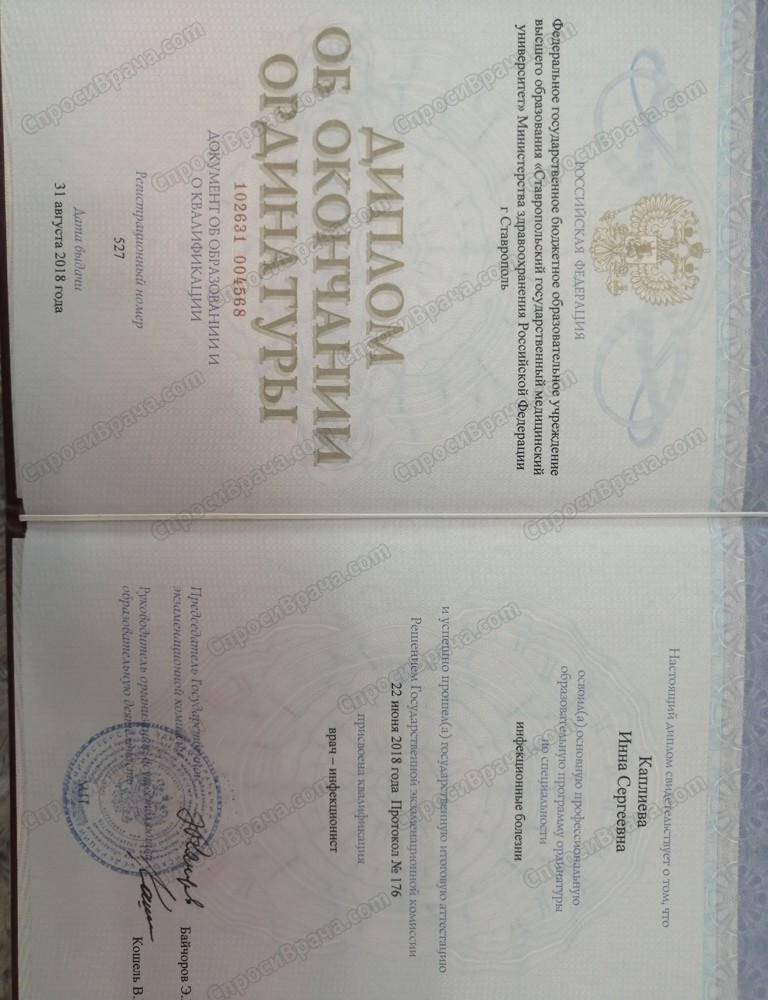 РОССИЙСКАЯ ФЕДЕРАЦИЯ
Федеральное государственное бюджетное образовательное учреждение
высшего образования «Ставропольский государственный медицинский
университет» Министерства здравоохранения Российской Федерации
г Ставрополь
ДИПЛОМ
ОБ ОКОНЧАНИИ
ОРДИНАТУРЫ
102631 004568
ДОКУМЕНТ ОБ ОБРАЗОВАНИИ И
О КВАЛИФИКАЦИИ
Регистрационный номер
527
Дата выдачи
31 августа 2018 года
Настоящий диплом свидетельствует о том, что
Каплиева
Инна Сергеевна
освоил(а) основную профессиональную
образовательную программу ординатуры
по специальности
инфекционные болезни
и успешно прошел(а) государственную итоговую аттестацию
Решением Государственной экзаменационной комиссии
22 июня 2018 года Протокол № 176
присвоена квалификация
врач – инфекционист
Председатель Государственной
экзаменационной комиссии
Байчоров Э.
Руководитель организации,
образовательную деятельность
Кошель В.
М.П.
СпросиВрача.com